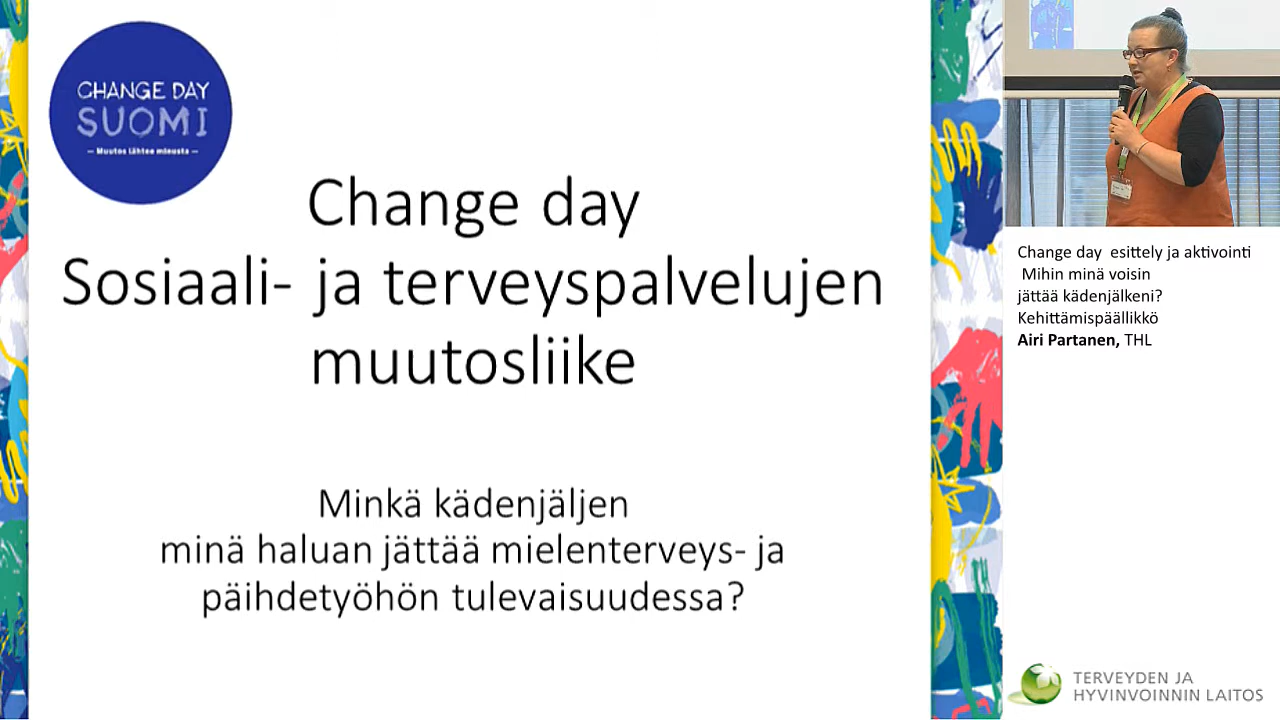 CHANGE DAY
SUOMI
— Muutos lähtee minusta —
Change day
Sosiaali- ja terveyspalvelujen
muutosliike
Minkä kädenjäljen
minä haluan jättää mielenterveys- ja
päihdetyöhön tulevaisuudessa?
Change day  esittely ja aktivointi
Mihin minä voisin
jättää kädenjälkeni?
Kehittämispäällikkö
Airi Partanen, THL
TERVEYDEN JA
HYVINVOINNIN LAITOS